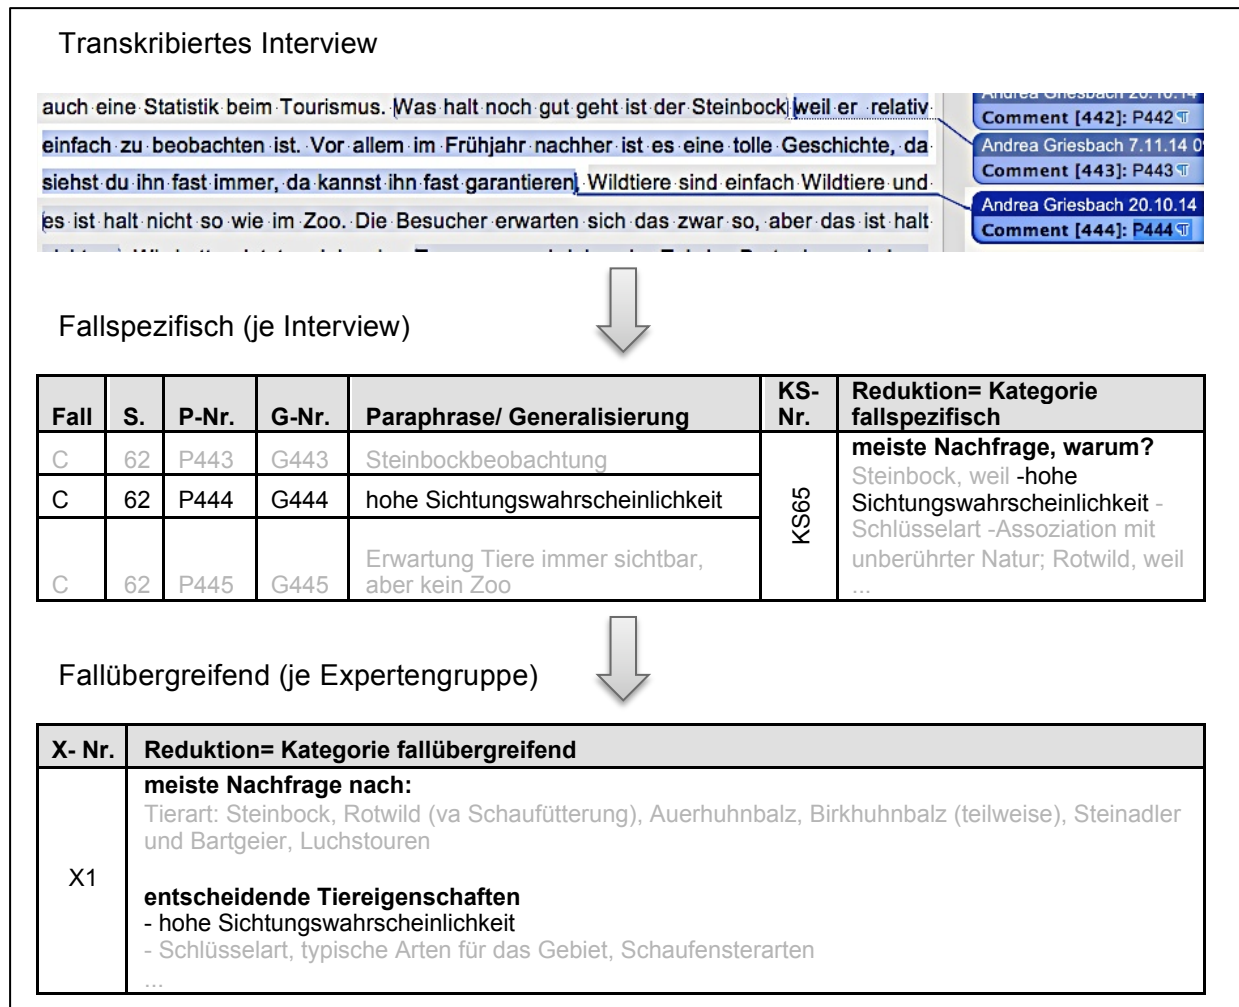 Transkribiertes Interview
auch eine Statistik beim Tourismus. Was halt noch gut geht ist der Steinbock weil er relativ
einfach zu beobachten ist. Vor allem im Frühjahr nachher ist es eine tolle Geschichte, da
siehst du ihn fast immer, da kannst ihn fast garantieren. Wildtiere sind einfach Wildtiere und
es ist halt nicht so wie im Zoo. Die Besucher erwarten sich das zwar so, aber das ist halt
Andrea Griesbach 20.10.14
Comment [442]: P442
Andrea Griesbach 7.11.14
Comment [443]: P443
Andrea Griesbach 20.10.14
Comment [444]: P444
Fallspezifisch (je Interview)
Fall S. P-Nr. G-Nr. Paraphrase/ Generalisierung KS-Nr. Reduktion= Kategorie fallspezifisch
C 62 P443 G443 Steinbockbeobachtung
C 62 P444 G444 hohe Sichtungswahrscheinlichkeit
C 62 P445 G445 Erwartung Tiere immer sichtbar,
aber kein Zoo
KS65
meiste Nachfrage, warum?
Steinbock, weil -hohe
Sichtungswahrscheinlichkeit -
Schlüsselart -Assoziation mit
unberührter Natur; Rotwild, weil
...
Fallübergreifend (je Expertengruppe)
X- Nr. Reduktion= Kategorie fallübergreifend
X1
meiste Nachfrage nach:
Tierart: Steinbock, Rotwild (va Schaufütterung), Auerhuhnbalz, Birkhuhnbalz (teilweise), Steinadler
und Bartgeier, Luchstouren
entscheidende Tiereigenschaften
- hohe Sichtungswahrscheinlichkeit
- Schlüsselart, typische Arten für das Gebiet, Schaufensterarten
...